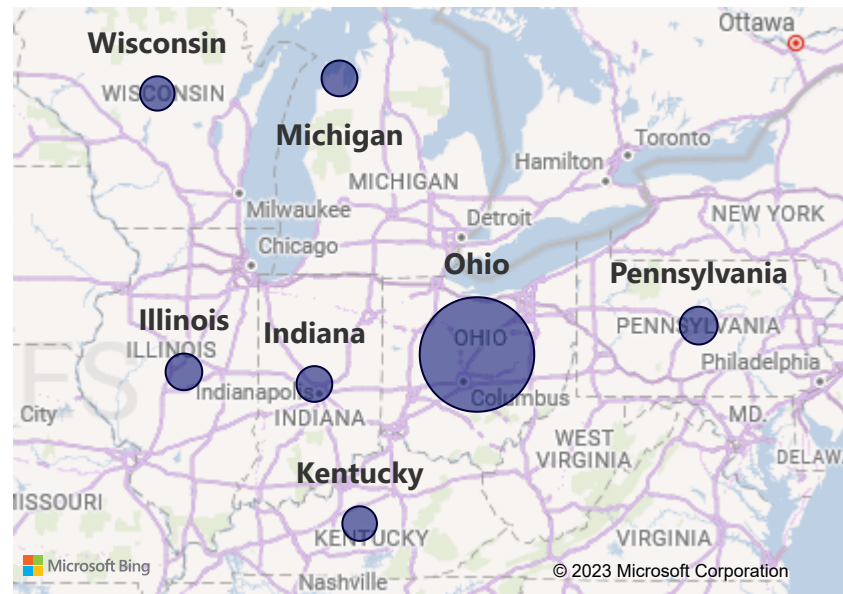 Ottawa
Wisconsin
WISCONSIN
Michigan
Toronto
Hamilton
MICHIGAN
Milwaukee
NEW YORK
Detroit
Chicago
Ohio
Pennsylvania
Illinois
Indiana
PENNSYLVANIA
OHIO
ILLINOIS
Philadelphia
ES
Indianapolis
Columbus
City
INDIANA
MD.
WEST
VIRGINIA
DELAW
Kentucky
MISSOURI
KENTUCKY
VIRGINIA
Microsoft Bing
© 2023 Microsoft Corporation
Nashville